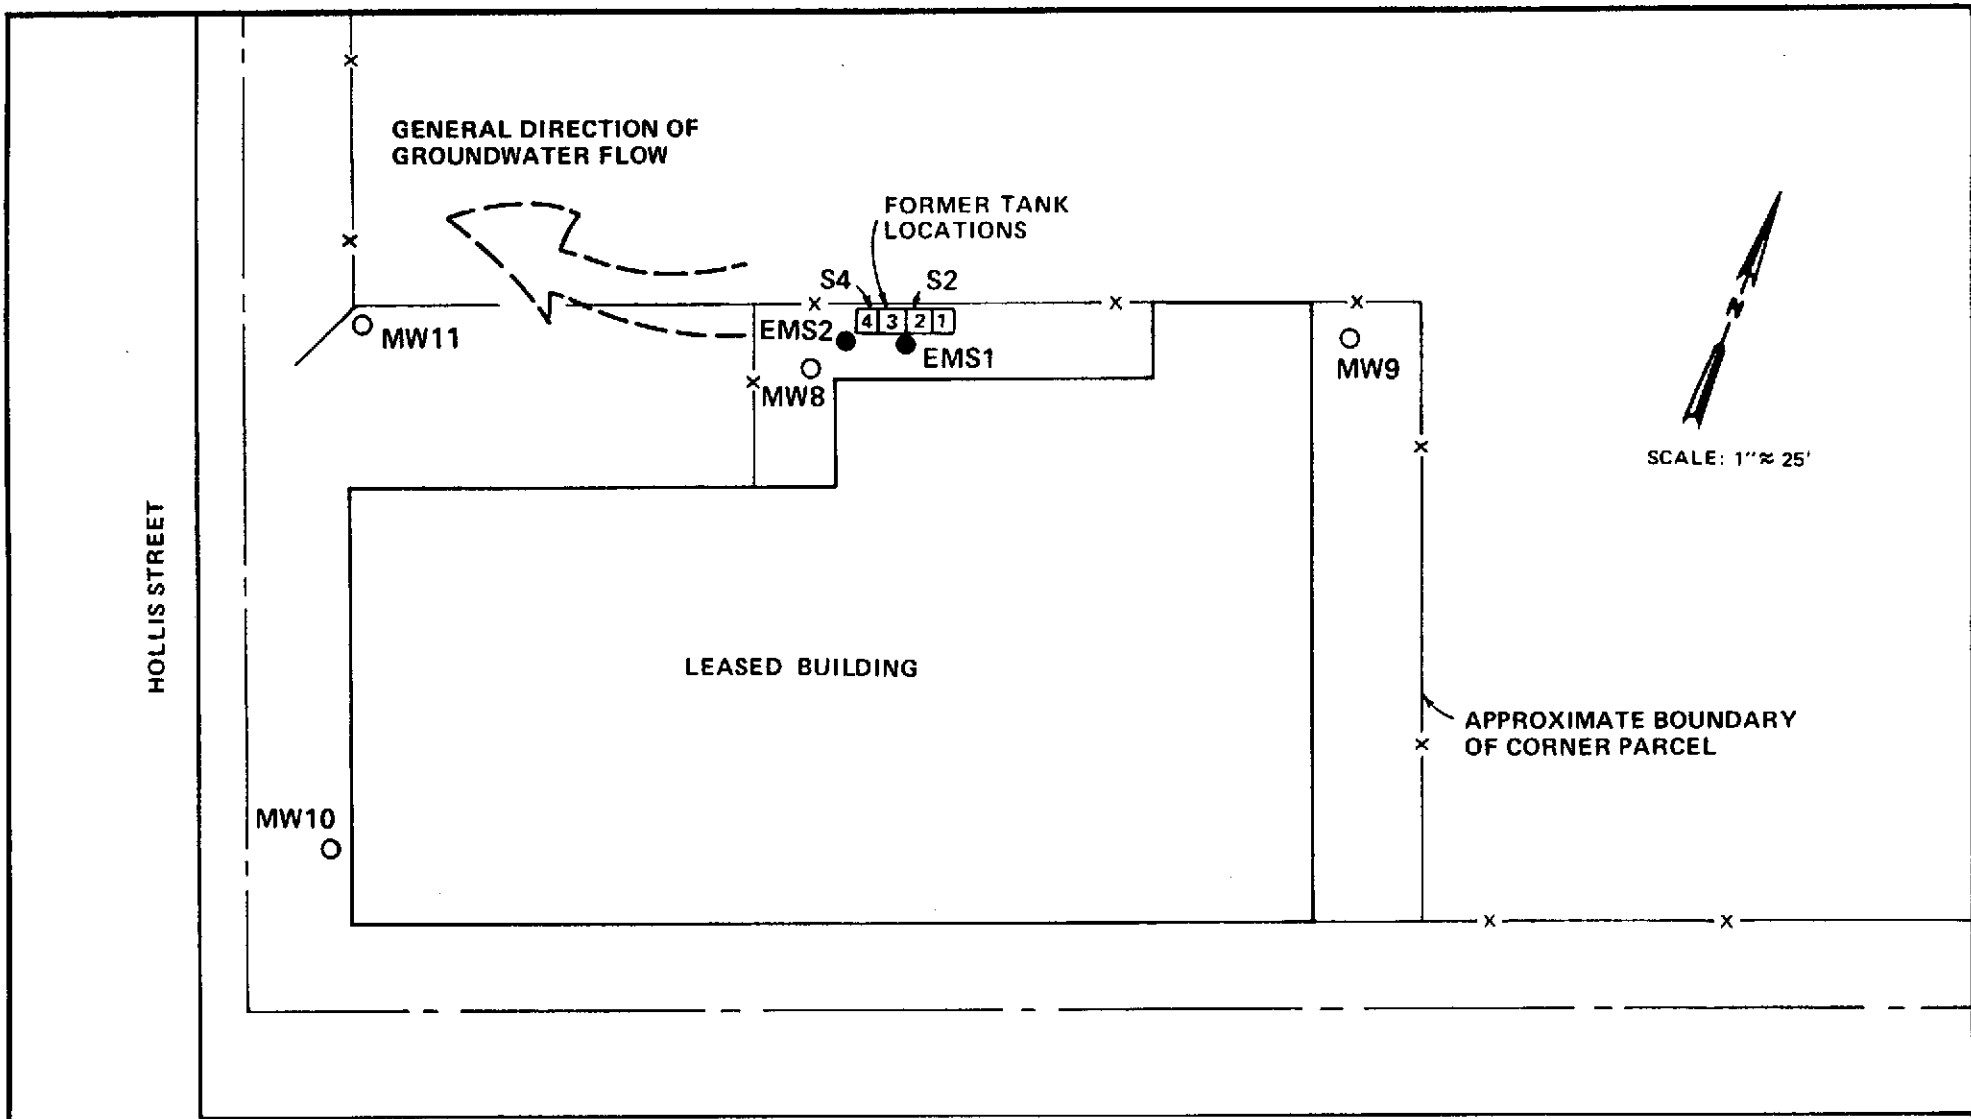 GENERAL DIRECTION OF
GROUNDWATER FLOW
FORMER TANK
LOCATIONS
S4
S2
4 3 2 1
EMS2
EMS1
MW11
MW8
MW9
N
SCALE: 1"≈ 25'
HOLLIS STREET
LEASED BUILDING
APPROXIMATE BOUNDARY
OF CORNER PARCEL
MW10